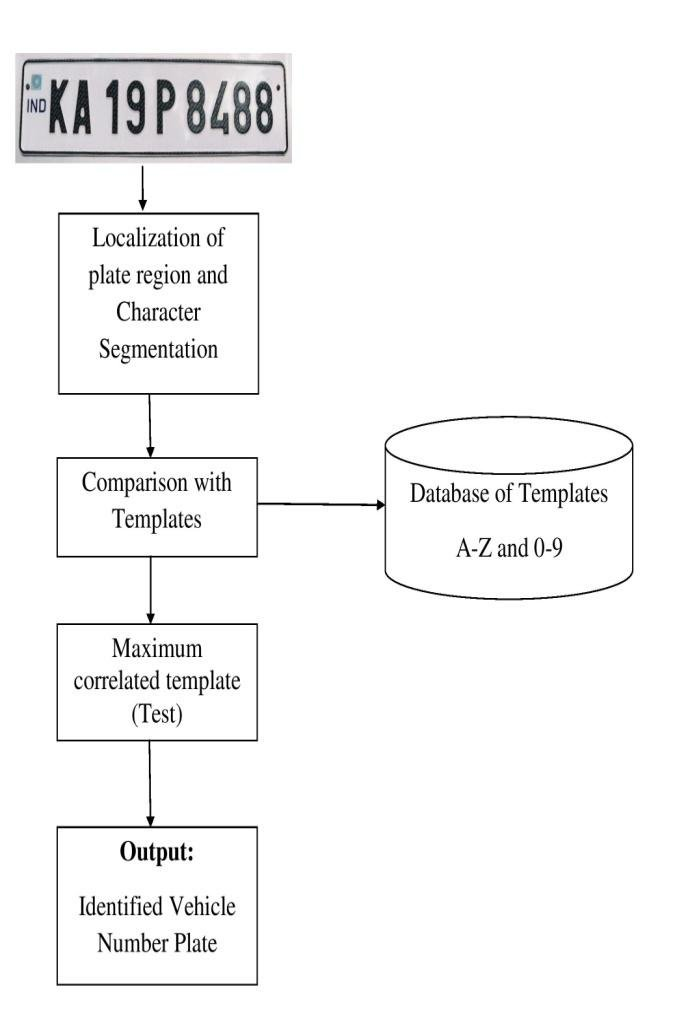 IND KA 19 P 8488
Localization of
plate region and
Character
Segmentation
Comparison with
Templates
Database of Templates
A-Z and 0-9
Maximum
correlated template
(Test)
Output:
Identified Vehicle
Number Plate